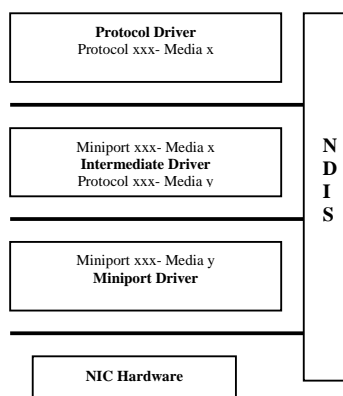 Protocol Driver
Protocol xxx- Media x
Miniport xxx- Media x
Intermediate Driver
Protocol xxx- Media y
Miniport xxx- Media y
Miniport Driver
NIC Hardware
N
D
I
S